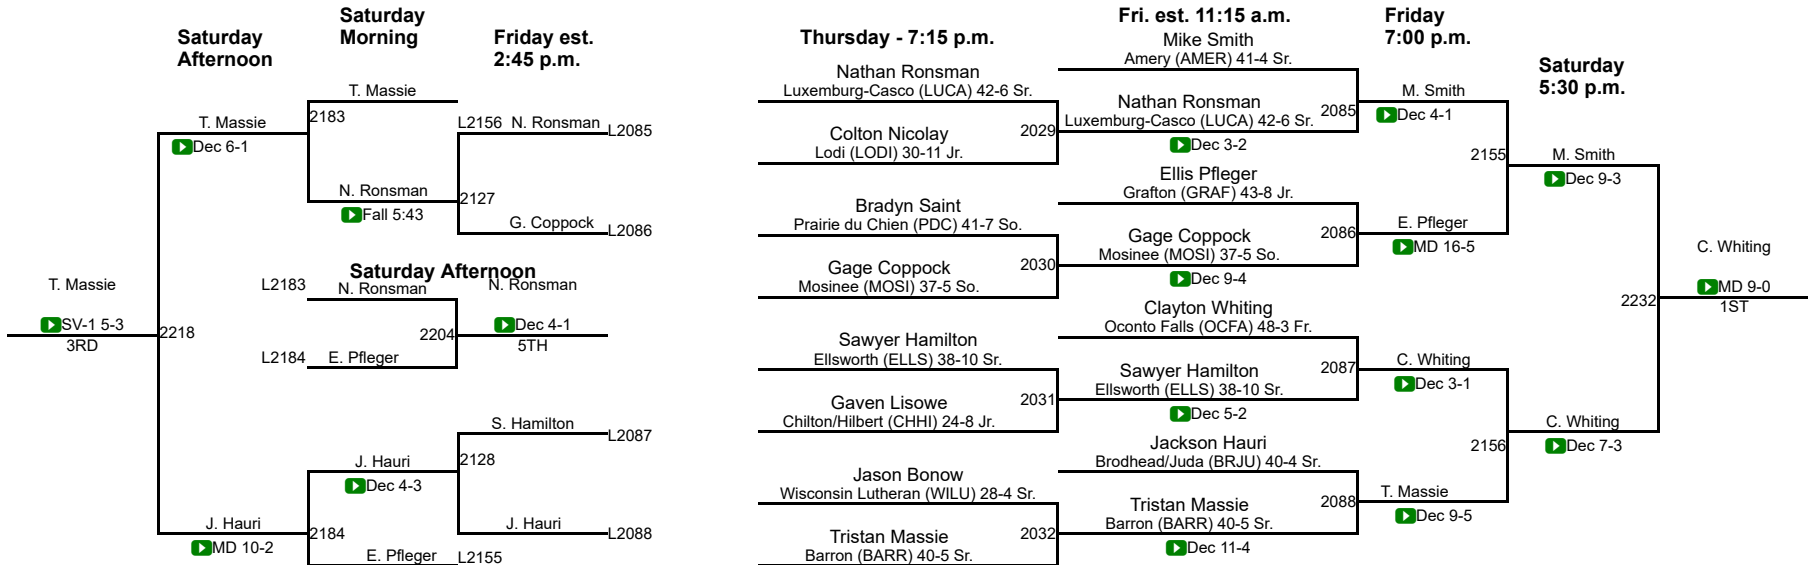 Saturday
Afternoon
Saturday
Morning
Friday est.
2:45 p.m.
T. Massie
2183
T. Massie
Dec 6-1
L2156 N. Ronsman L2085
N. Ronsman
Fall 5:43
2127
G. Coppock L2086
Saturday Afternoon
T. Massie
SV-1 5-3
3RD
2218
L2183 N. Ronsman
2204
N. Ronsman
Dec 4-1
5TH
L2184 E. Pfleger
S. Hamilton L2087
2128
J. Hauri
Dec 4-3
J. Hauri L2088
J. Hauri
MD 10-2
2184
E. Pfleger L2155
Thursday - 7:15 p.m.
Fri. est. 11:15 a.m.
Friday
7:00 p.m.
Saturday
5:30 p.m.
Nathan Ronsman
Luxemburg-Casco (LUCA) 42-6 Sr.
2029
Colton Nicolay
Lodi (LODI) 30-11 Jr.
Bradyn Saint
Prairie du Chien (PDC) 41-7 So.
2030
Gage Coppock
Mosinee (MOSI) 37-5 So.
Sawyer Hamilton
Ellsworth (ELLS) 38-10 Sr.
2031
Gaven Lisowe
Chilton/Hilbert (CHHI) 24-8 Jr.
Jason Bonow
Wisconsin Lutheran (WILU) 28-4 Sr.
2032
Tristan Massie
Barron (BARR) 40-5 Sr.
Mike Smith
Amery (AMER) 41-4 Sr.
2085
Nathan Ronsman
Luxemburg-Casco (LUCA) 42-6 Sr.
Dec 3-2
Ellis Pfleger
Grafton (GRAF) 43-8 Jr.
2086
Gage Coppock
Mosinee (MOSI) 37-5 So.
Dec 9-4
Clayton Whiting
Oconto Falls (OCFA) 48-3 Fr.
2087
Sawyer Hamilton
Ellsworth (ELLS) 38-10 Sr.
Dec 5-2
Jackson Hauri
Brodhead/Juda (BRJU) 40-4 Sr.
2088
Tristan Massie
Barron (BARR) 40-5 Sr.
Dec 11-4
M. Smith
Dec 4-1
2155
E. Pfleger
MD 16-5
C. Whiting
Dec 3-1
2156
T. Massie
Dec 9-5
M. Smith
Dec 9-3
2232
C. Whiting
Dec 7-3
C. Whiting
MD 9-0
1ST